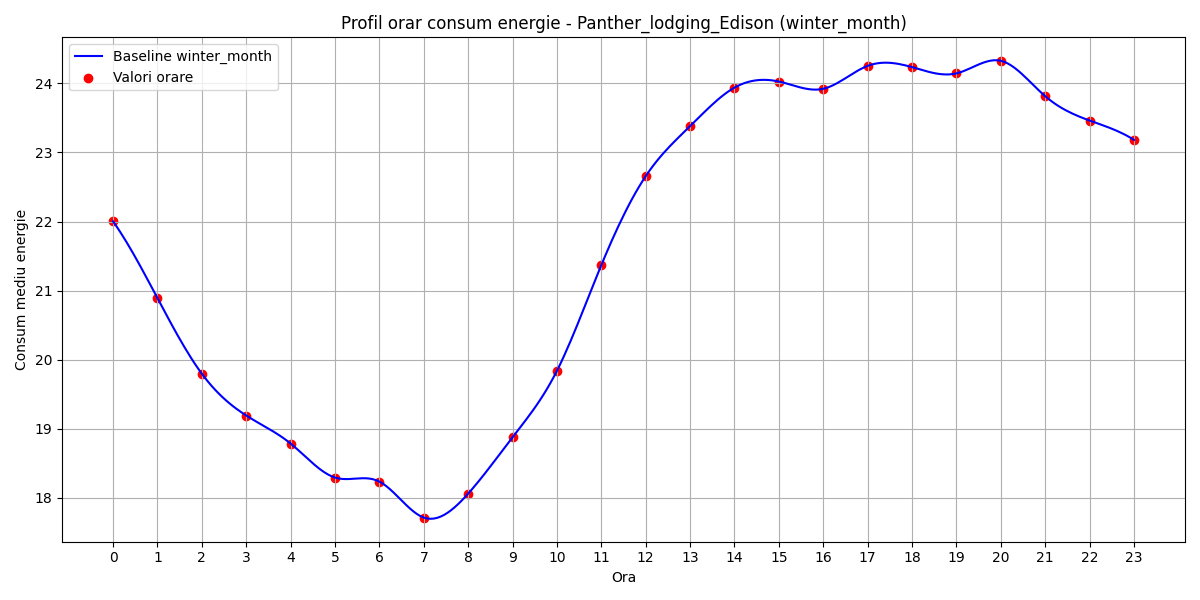 Profil orar consum energie - Panther_lodging_Edison (winter_month)
Baseline winter_month
Valori orare
Consum mediu energie
24
23
22
21
20
19
18
0 1 2 3 4 5 6 7 8 9 10 11 12 13 14 15 16 17 18 19 20 21 22 23
Ora